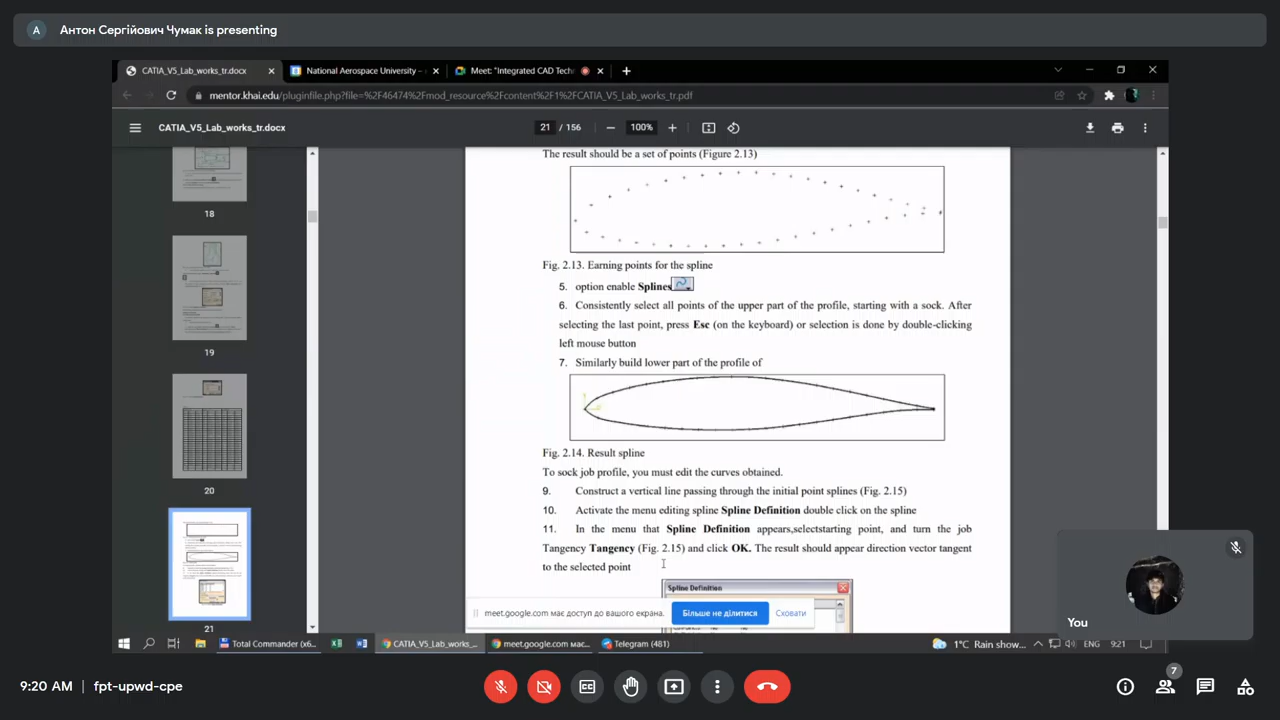 A Антон Сергійович Чумак is presenting
CATIA_V5_Lab_works_tr.docx
National Aerospace University –
Meet: "Integrated CAD Tech
mentor.khai.edu/pluginfile.php?file=%2F46474%2Fmod_resource%2Fcontent%2F1%2FCATIA_V5_Lab_works_tr.pdf
CATIA_V5_Lab_works_tr.docx
21 / 156
100%
18
19
20
21
The result should be a set of points (Figure 2.13)
Fig. 2.13. Earning points for the spline
5. option enable Splines
6. Consistently select all points of the upper part of the profile, starting with a sock. After
selecting the last point, press Esc (on the keyboard) or selection is done by double-clicking
left mouse button
7. Similarly build lower part of the profile of
Fig. 2.14. Result spline
To sock job profile, you must edit the curves obtained.
9. Construct a vertical line passing through the initial point splines (Fig. 2.15)
10. Activate the menu editing spline Spline Definition double click on the spline
11. In the menu that Spline Definition appears,selectstarting point, and turn the job
Tangency Tangency (Fig. 2.15) and click OK. The result should appear direction vector tangent
to the selected point
Spline Definition
meet.google.com має доступ до вашого екрана.
Більше не ділитися
Сховати
You
Total Commander (x6...
CATIA_V5_Lab_works_...
meet.google.com має...
Telegram (481)
1°C Rain show...
ENG
9:21
9:20 AM | fpt-upwd-cpe
7